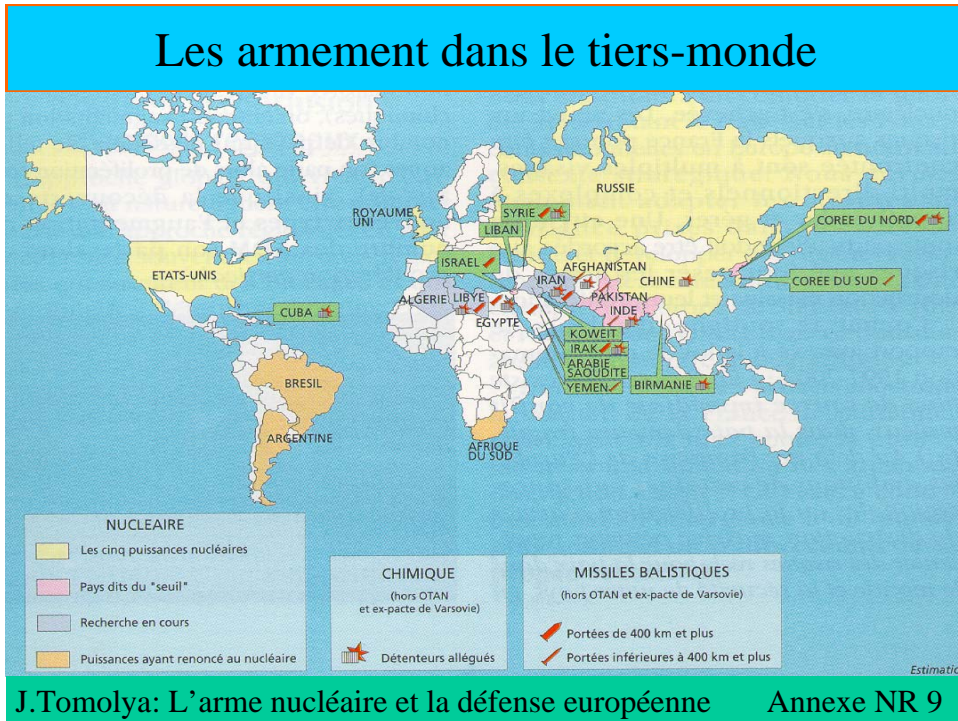 Les armement dans le tiers-monde
RUSSIE
ROYAUME
UNI
SYRIE
LIBAN
COREE DU NORD
ISRAEL
AFGHANISTAN
ETATS-UNIS
IRAN
CHINE
COREE DU SUD
ALGERIE
LIBYE
PAKISTAN
INDE
CUBA
EGYPTE
KOWEIT
IRAK
ARABIE
SAOUDITE
YEMEN
BIRMANIE
BRESIL
ARGENTINE
AFRIQUE
DU SUD
NUCLEAIRE
Les cinq puissances nucléaires
Pays dits du "seuil"
Recherche en cours
Puissances ayant renoncé au nucléaire
CHIMIQUE
(hors OTAN
et ex-pacte de Varsovie)
Détenteurs allégués
MISSILES BALISTIQUES
(hors OTAN et ex-pacte de Varsovie)
Portées de 400 km et plus
Portées inférieures à 400 km et plus
Estimatio
J.Tomolya: L'arme nucléaire et la défense européenne Annexe NR 9